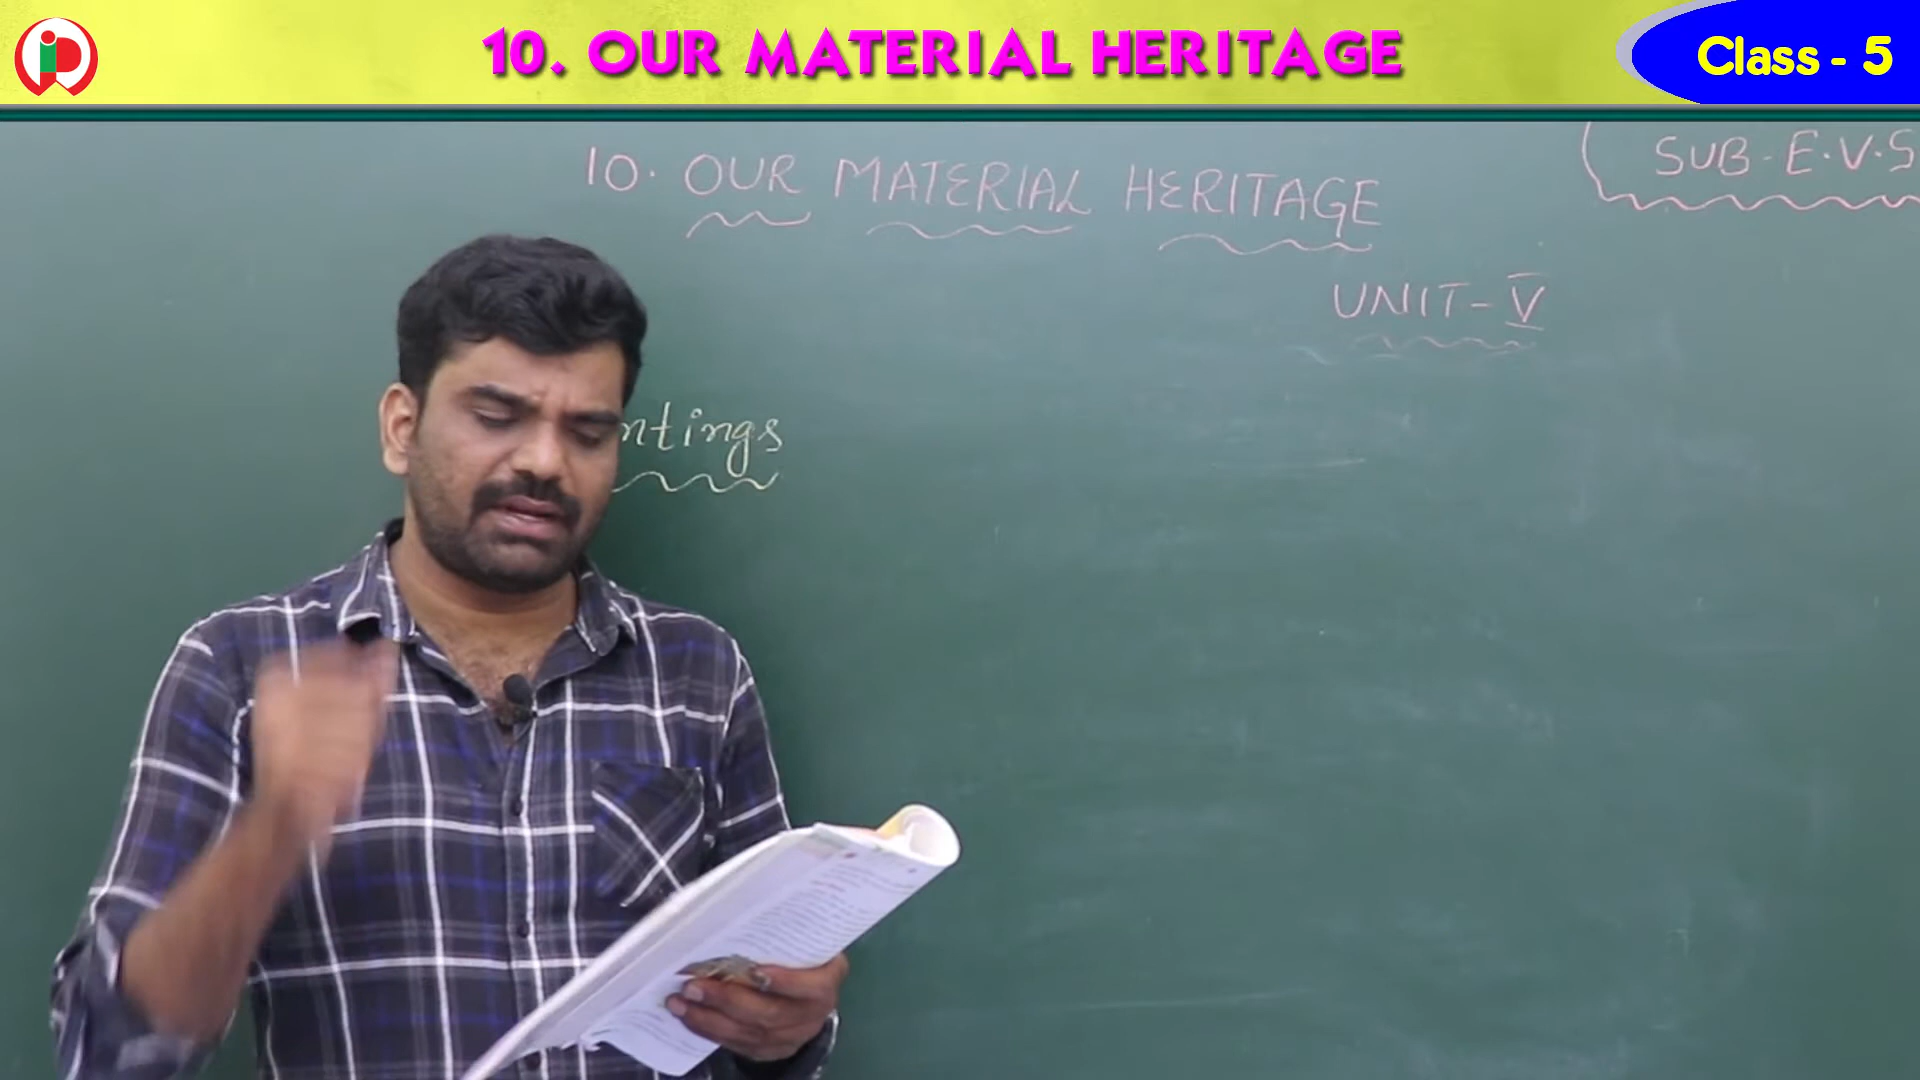 10. OUR MATERIAL HERITAGE
Class - 5
SUB - E.V.S
10. OUR MATERIAL HERITAGE
UNIT - V
ntings